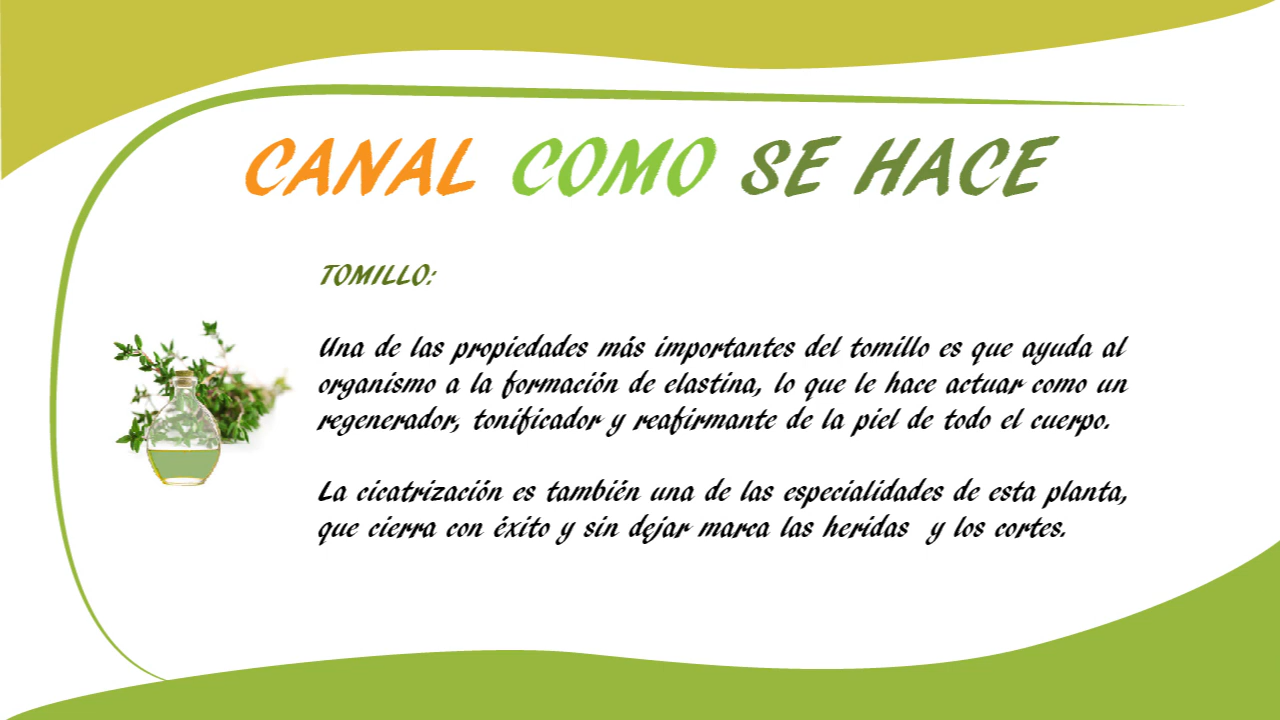 CANAL COMO SE HACE
TOMILLO:
Una de las propiedades más importantes del tomillo es que ayuda al
organismo a la formación de elastina, lo que le hace actuar como un
regenerador, tonificador y reafirmante de la piel de todo el cuerpo.
La cicatrización es también una de las especialidades de esta planta,
que cierra con éxito y sin dejar marca las heridas  y los cortes.